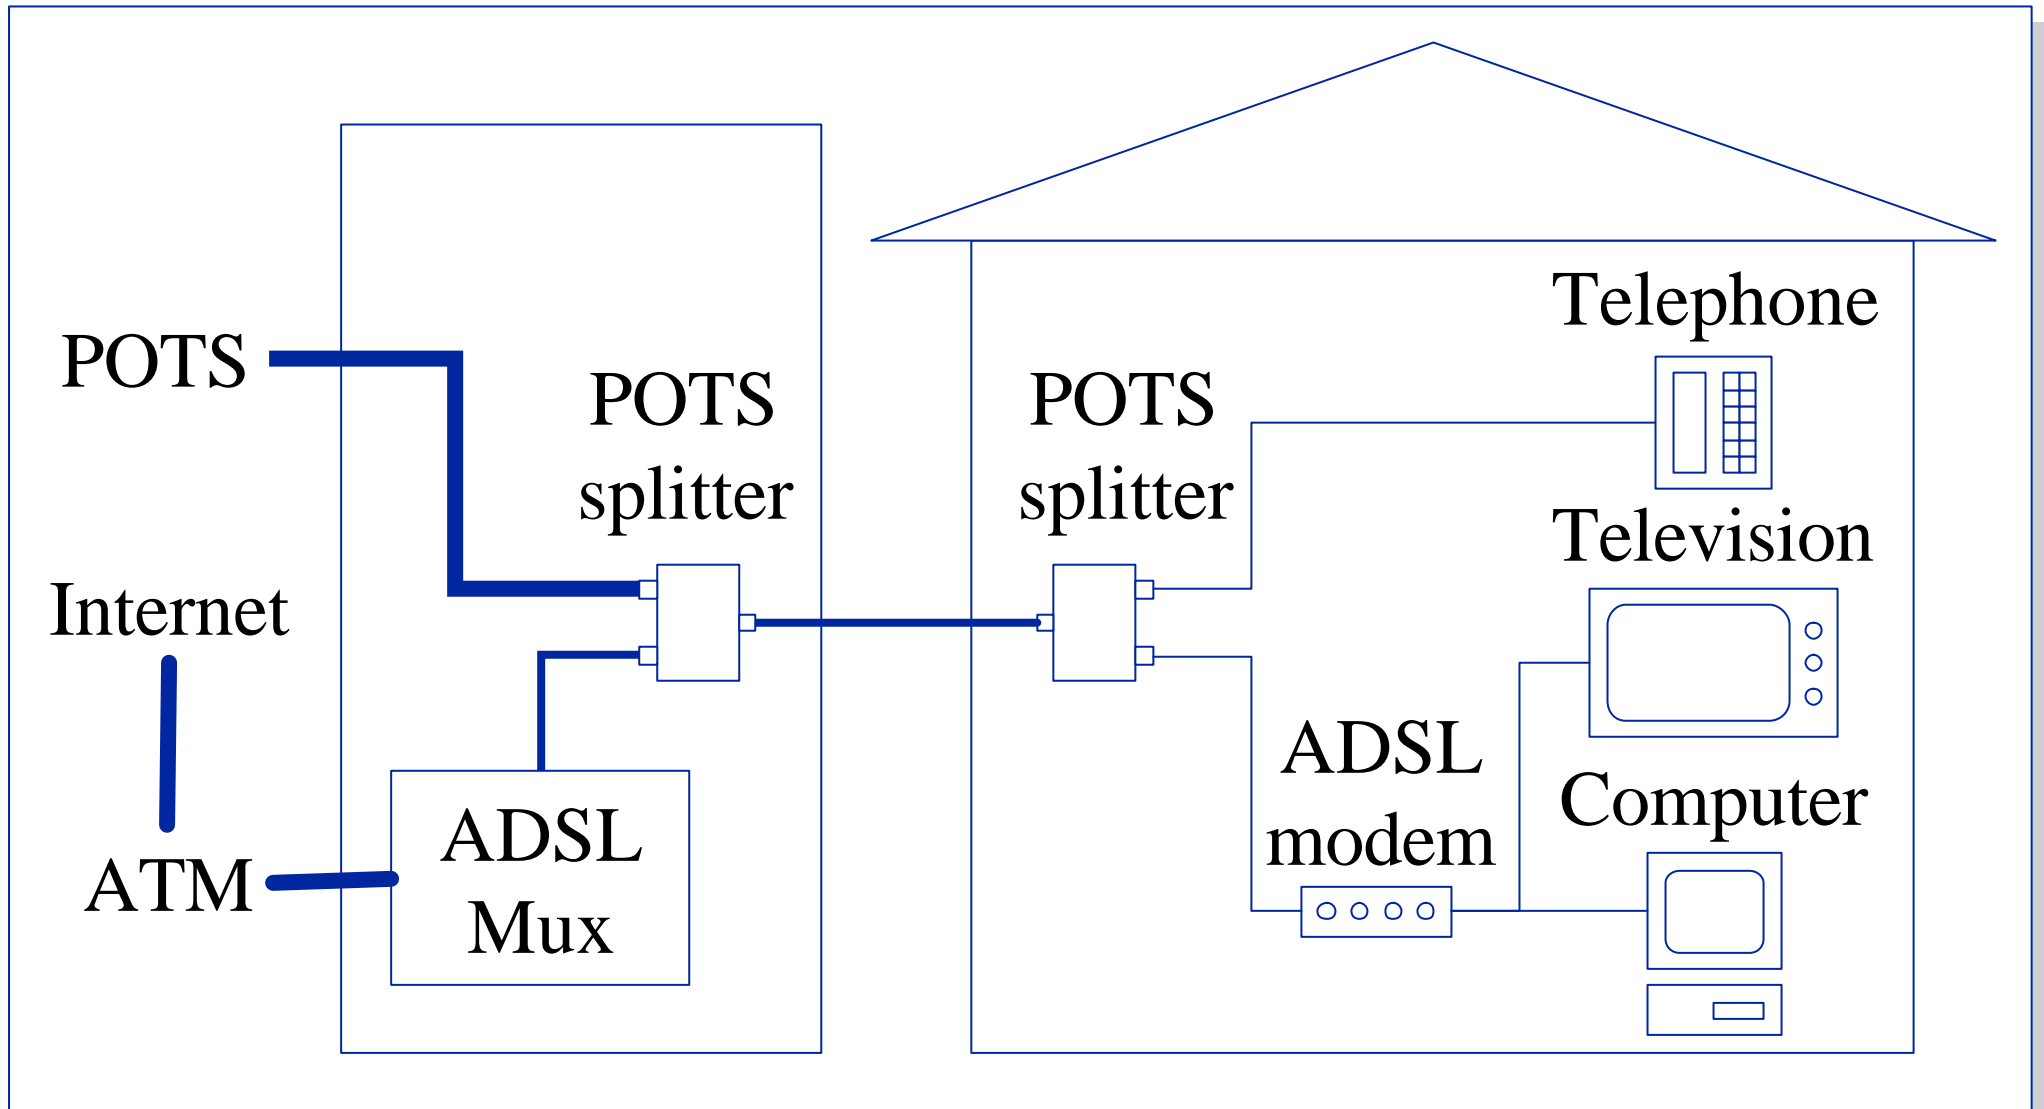 POTS
Internet
ATM
POTS
splitter
ADSL
Mux
POTS
splitter
ADSL
modem
Telephone
Television
Computer